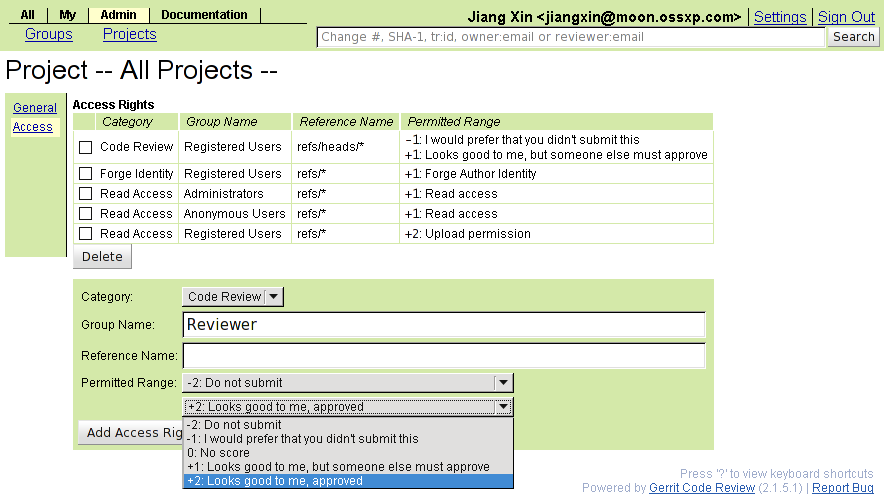 All My Admin Documentation
Jiang Xin <jiangxin@moon.ossxp.com> Settings Sign Out
Groups Projects
Change #, SHA-1, tr:id, owner:email or reviewer:email Search
Project -- All Projects --
General
Access
Access Rights
Category Group Name Reference Name Permitted Range
Code Review Registered Users refs/heads/* -1: I would prefer that you didn't submit this
+1: Looks good to me, but someone else must approve
Forge Identity Registered Users refs/* +1: Forge Author Identity
Read Access Administrators refs/* +1: Read access
Read Access Anonymous Users refs/* +1: Read access
Read Access Registered Users refs/* +2: Upload permission
Delete
Category: Code Review
Group Name: Reviewer
Reference Name:
Permitted Range: -2: Do not submit
+2: Looks good to me, approved
-2: Do not submit
-1: I would prefer that you didn't submit this
0: No score
+1: Looks good to me, but someone else must approve
+2: Looks good to me, approved
Add Access Rig
Press '?' to view keyboard shortcuts
Powered by Gerrit Code Review (2.1.5.1) | Report Bug